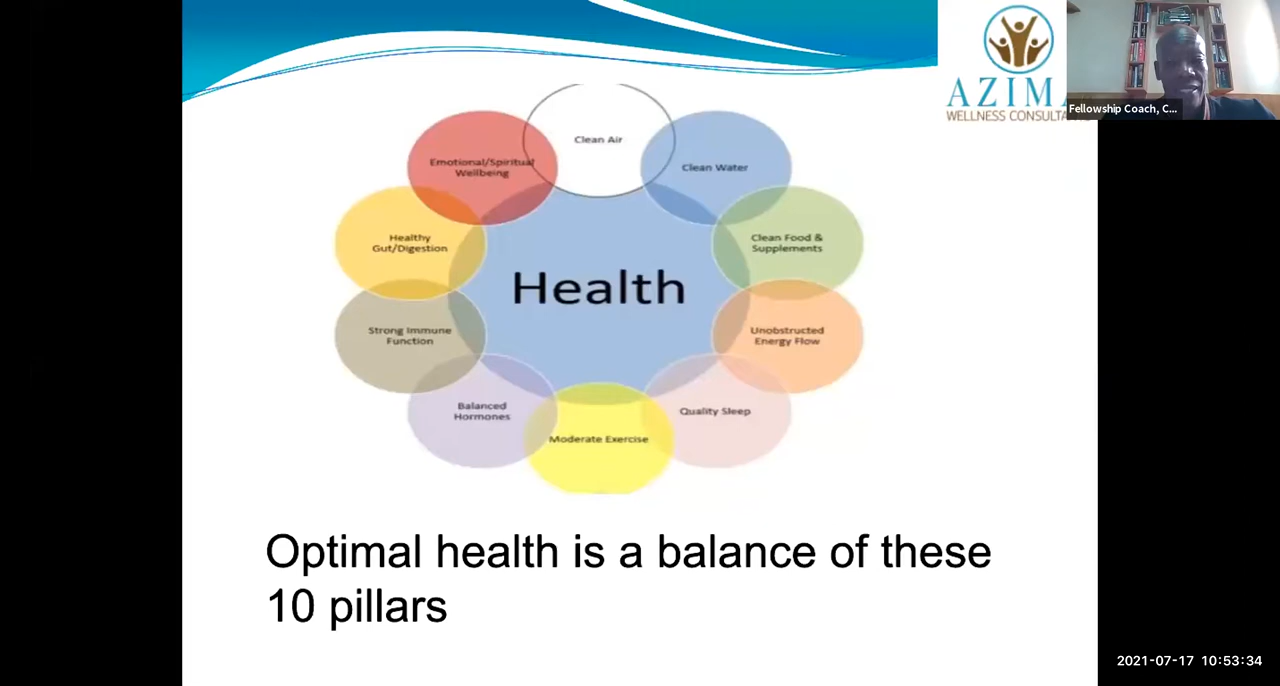 AZIM
WELLNESS CONSULTA
Fellowship Coach, C...
Clean Air
Emotional/Spiritual
Wellbeing
Clean Water
Healthy
Gut/Digestion
Clean Food &
Supplements
Health
Strong Immune
Function
Unobstructed
Energy Flow
Balanced
Hormones
Quality Sleep
Moderate Exercise
Optimal health is a balance of these
10 pillars
2021-07-17 10:53:34